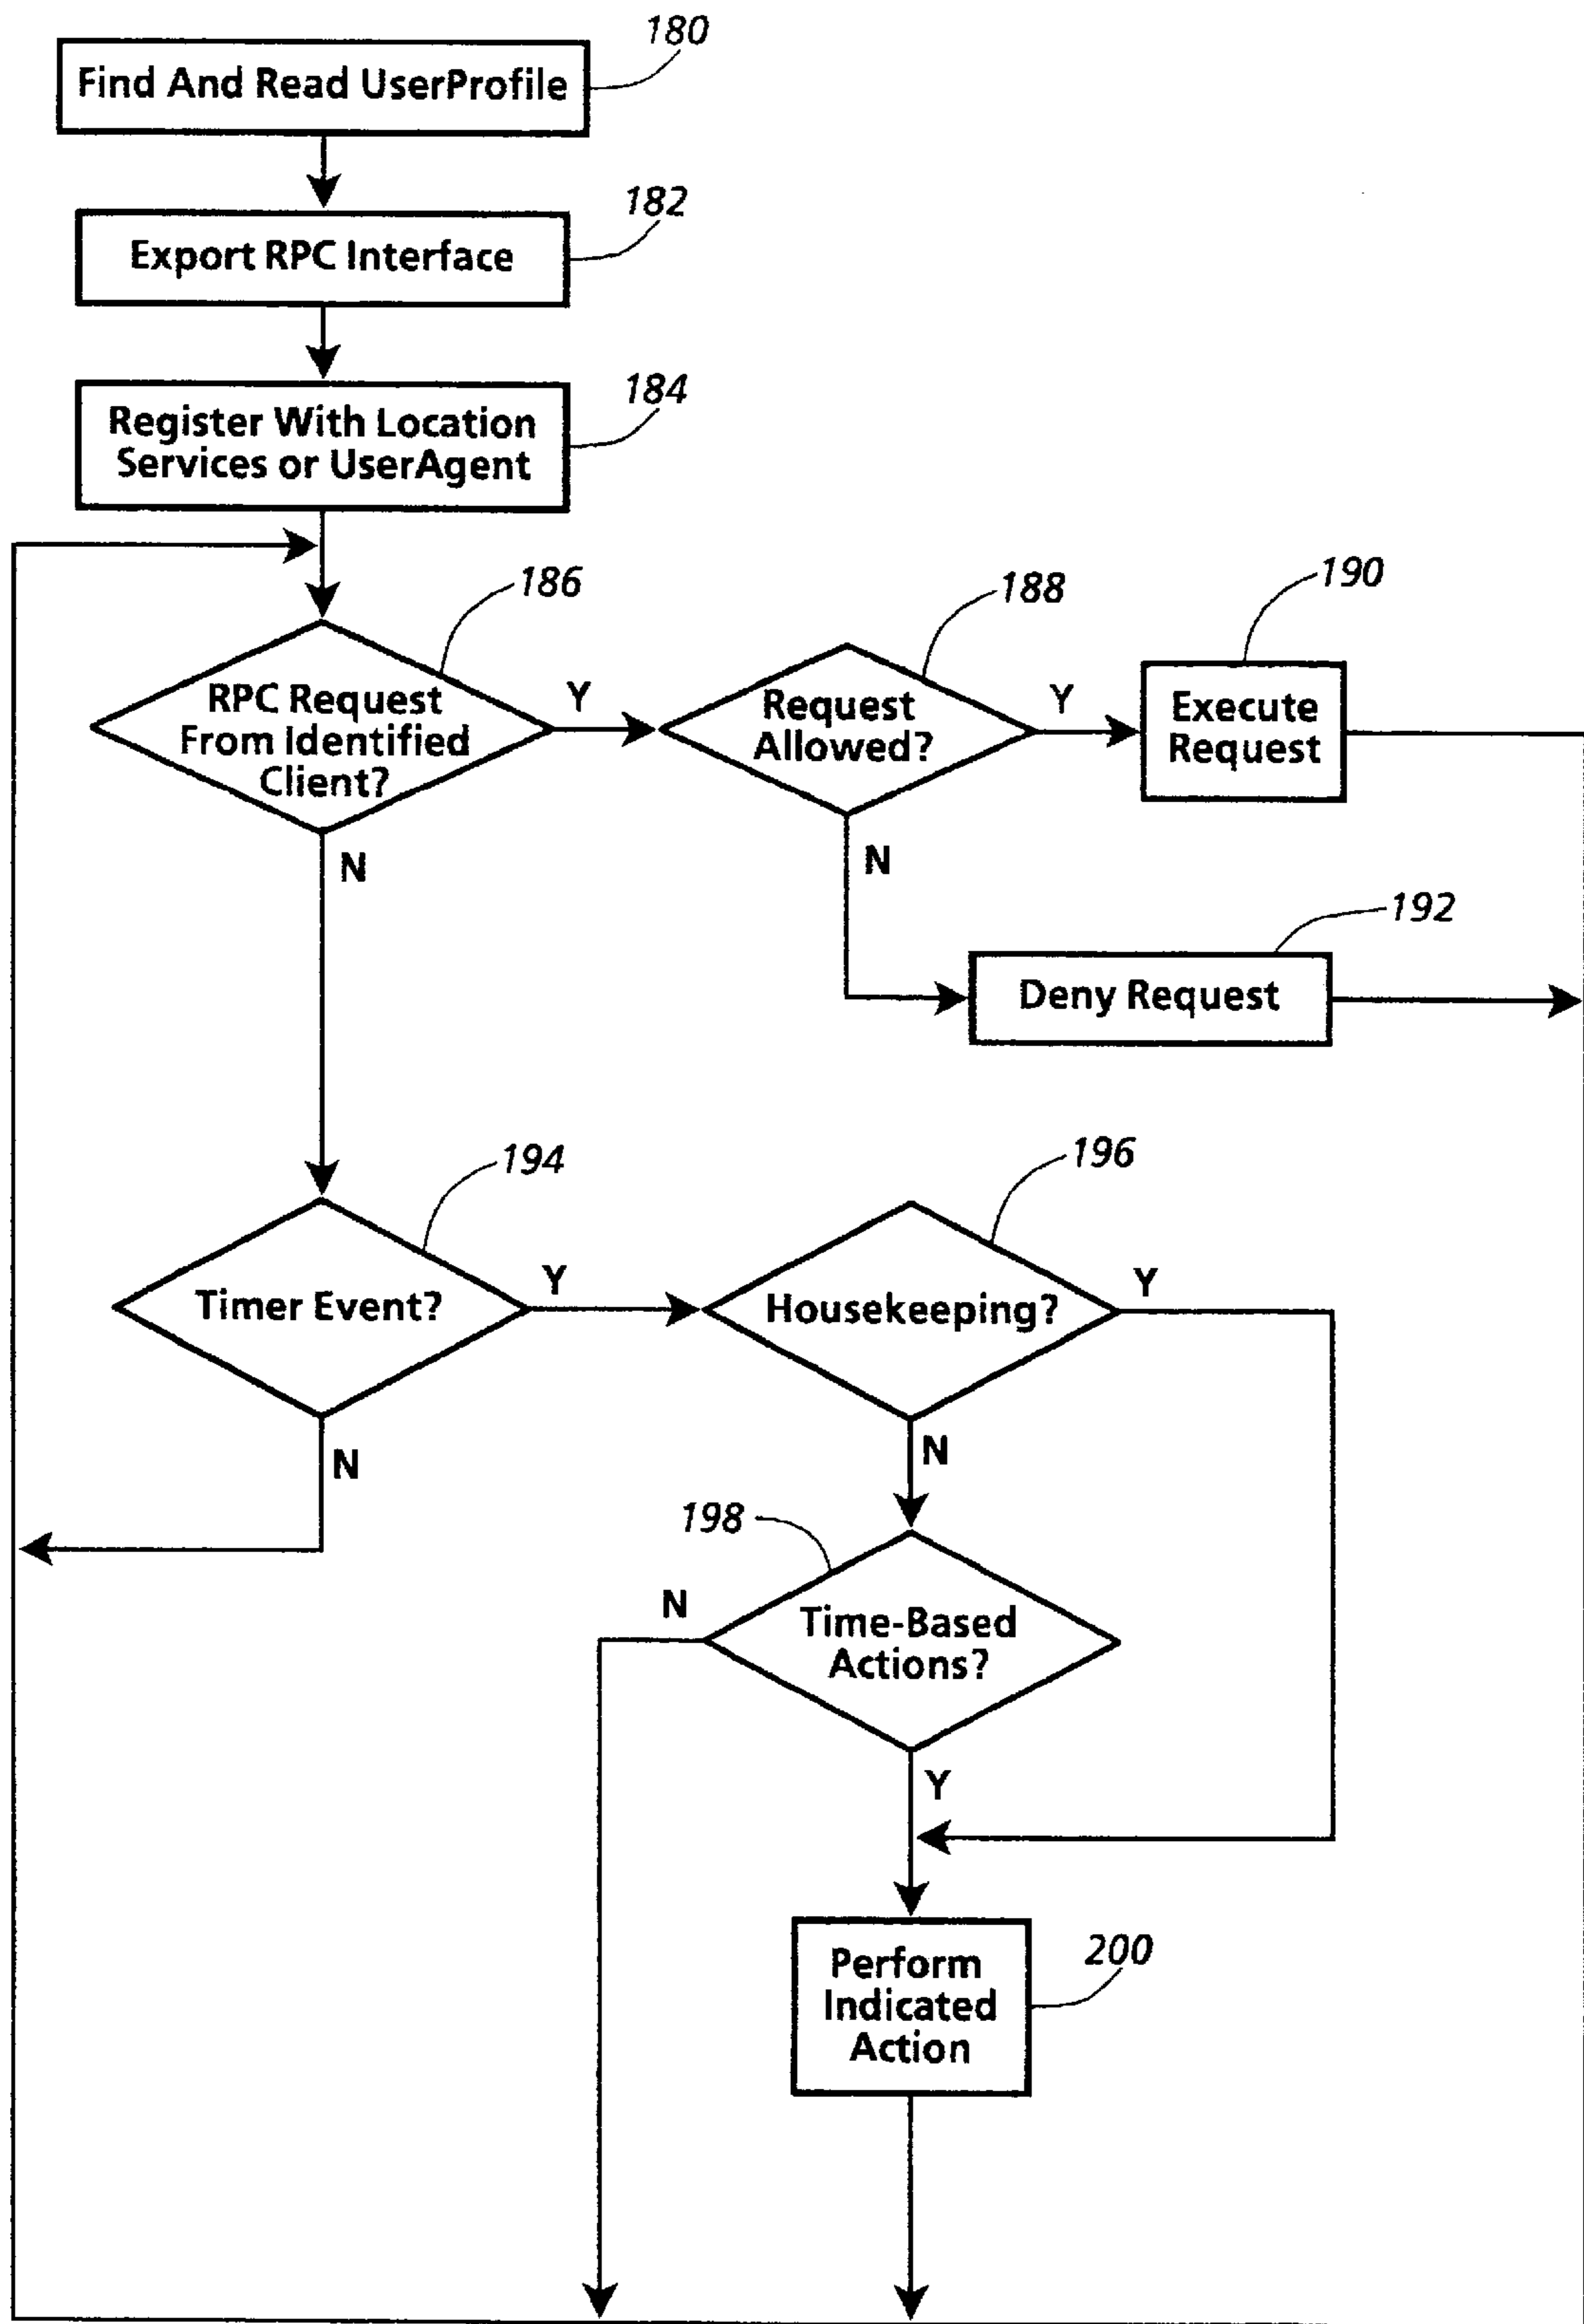 180
Find And Read UserProfile
182
Export RPC Interface
184
Register With Location
Services or UserAgent
186
188
190
RPC Request
From Identified
Client?
Y
Request
Allowed?
Y
Execute
Request
N
N
192
Deny Request
194
196
Timer Event?
Y
Housekeeping?
Y
N
N
198
N
Time-Based
Actions?
Y
200
Perform
Indicated
Action